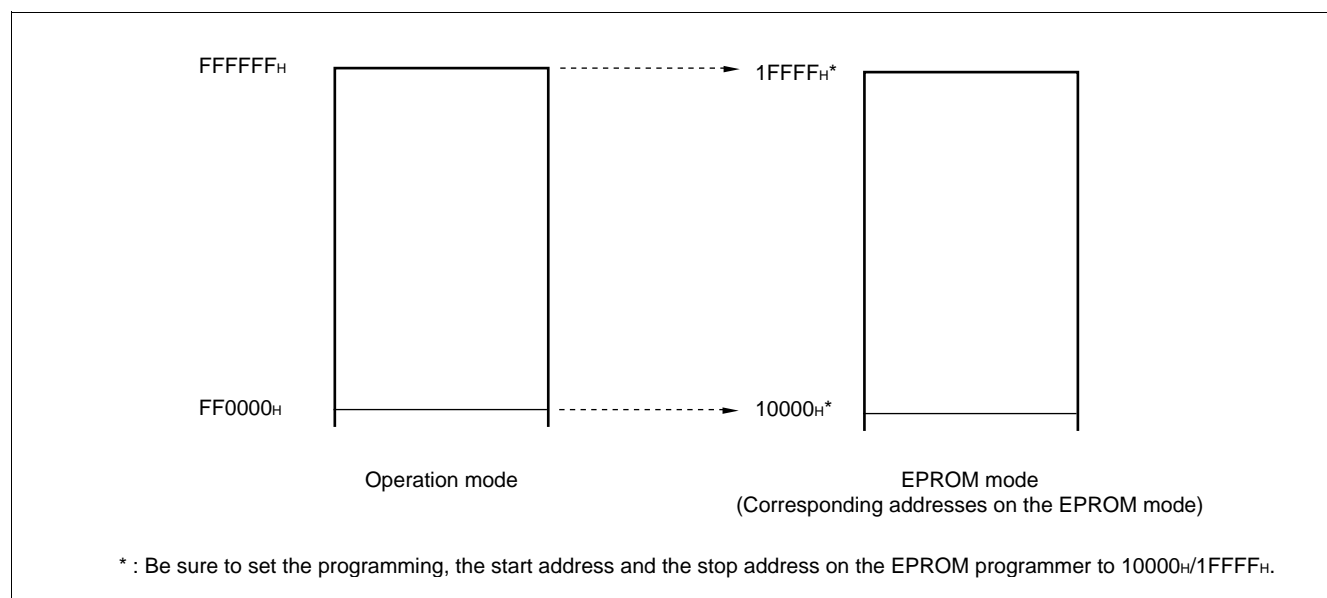 FFFFFFH
1FFFFH*
FF0000H
10000H*
Operation mode
EPROM mode
(Corresponding addresses on the EPROM mode)
* : Be sure to set the programming, the start address and the stop address on the EPROM programmer to 10000H/1FFFFH.